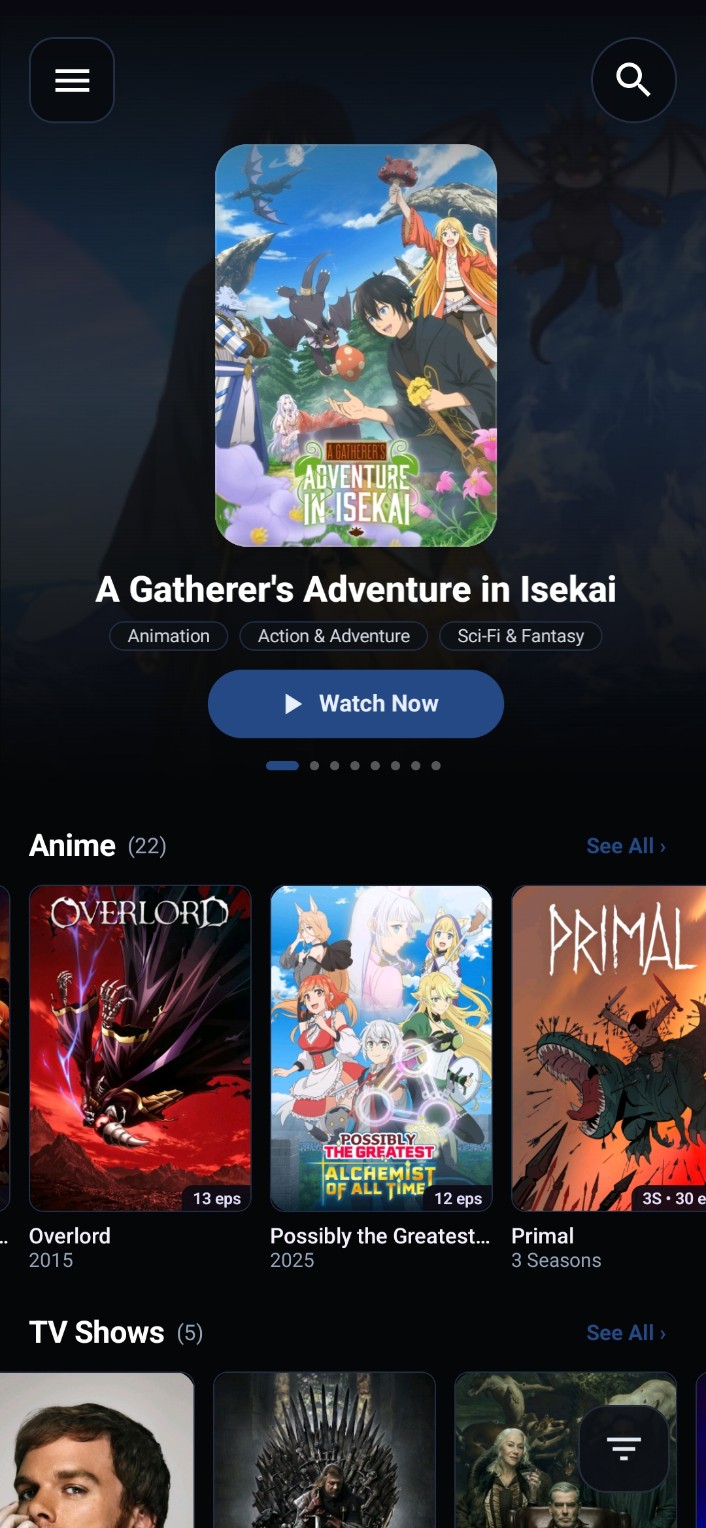 A GATHERER'S
ADVENTURE
IN ISEKAI
A Gatherer's Adventure in Isekai
Animation
Action & Adventure
Sci-Fi & Fantasy
Watch Now
Anime (22)
See All ›
OVERLORD
13 eps
Overlord
2015
POSSIBLY
THE GREATEST
ALCHEMIST
OF ALL TIME
12 eps
Possibly the Greatest...
2025
PRIMAL
3S • 30 e
Primal
3 Seasons
..
TV Shows (5)
See All ›